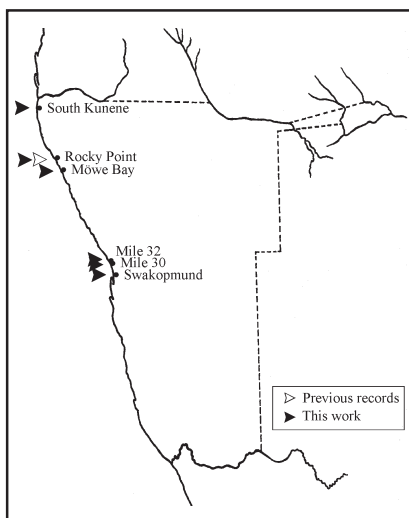 South Kunene
Rocky Point
Möwe Bay
Mile 32
Mile 30
Swakopmund
Previous records
This work